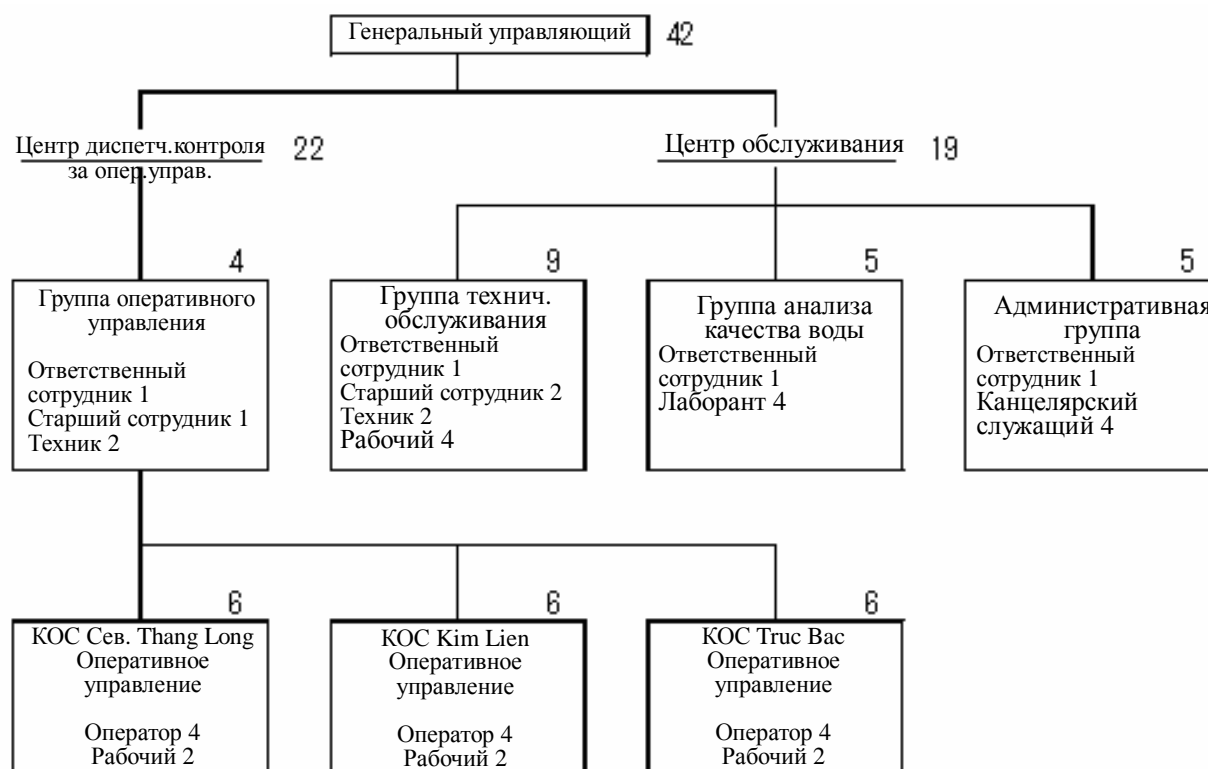 Генеральный управляющий 42
Центр диспетч.контроля
за опер.управ.
22
Центр обслуживания 19
4
Группа оперативного
управления
Ответственный
сотрудник 1
Старший сотрудник 1
Техник 2
9
Группа технич.
обслуживания
Ответственный
сотрудник 1
Старший сотрудник 2
Техник 2
Рабочий 4
5
Группа анализа
качества воды
Ответственный
сотрудник 1
Лаборант 4
5
Административная
группа
Ответственный
сотрудник 1
Канцелярский
служащий 4
6
КОС Сев. Thang Long
Оперативное
управление
Оператор 4
Рабочий 2
6
КОС Kim Lien
Оперативное
управление
Оператор 4
Рабочий 2
6
КОС Truc Bac
Оперативное
управление
Оператор 4
Рабочий 2